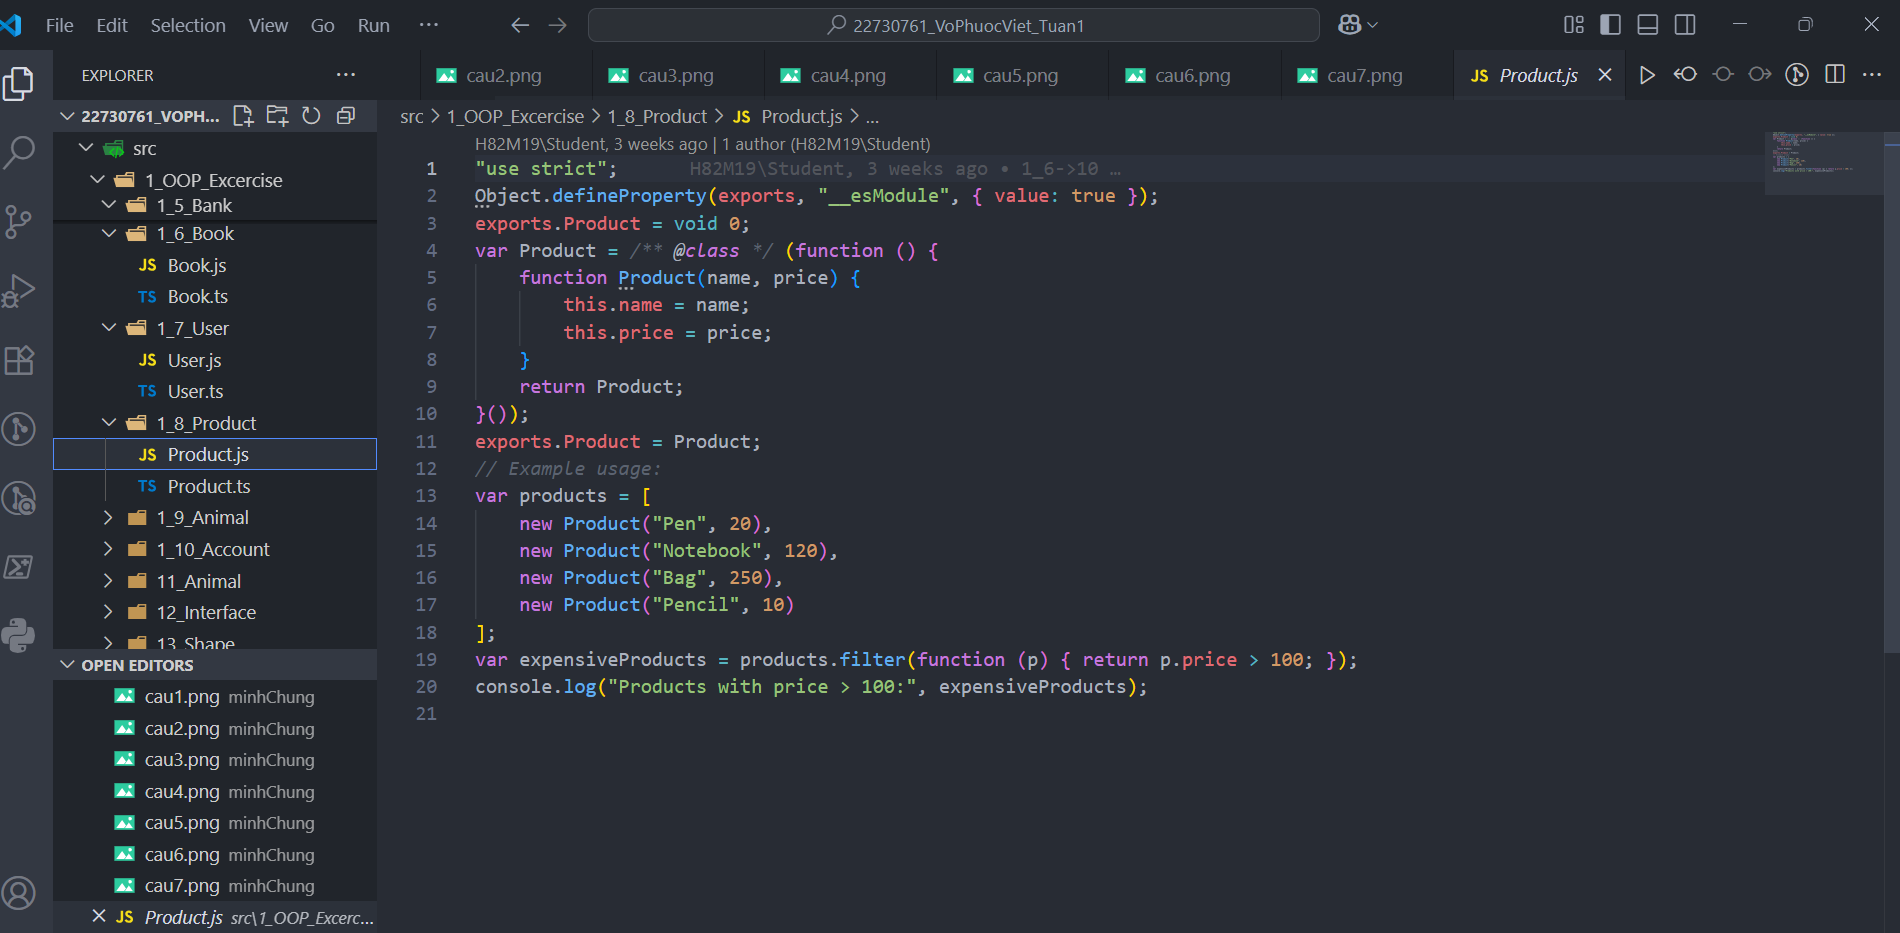 File Edit Selection View Go Run ··· 22730761_VoPhuocViet_Tuan1
EXPLORER ···
22730761_VOPH...
src
1_OOP_Excercise
1_5_Bank
1_6_Book
JS Book.js
TS Book.ts
1_7_User
JS User.js
TS User.ts
1_8_Product
JS Product.js
TS Product.ts
1_9_Animal
1_10_Account
11_Animal
12_Interface
13_Shape
OPEN EDITORS
cau1.png minhChung
cau2.png minhChung
cau3.png minhChung
cau4.png minhChung
cau5.png minhChung
cau6.png minhChung
cau7.png minhChung
JS Product.js src\1_OOP_Excerc...
cau2.png cau3.png cau4.png cau5.png cau6.png cau7.png JS Product.js ···
src > 1_OOP_Excercise > 1_8_Product > JS Product.js > ...
H82M19\Student, 3 weeks ago | 1 author (H82M19\Student)
1 "use strict"; H82M19\Student, 3 weeks ago • 1_6->10 …
2 Object.defineProperty(exports, "__esModule", { value: true });
3 exports.Product = void 0;
4 var Product = /** @class */ (function () {
5 function Product(name, price) {
6 this.name = name;
7 this.price = price;
8 }
9 return Product;
10 }());
11 exports.Product = Product;
12 // Example usage:
13 var products = [
14 new Product("Pen", 20),
15 new Product("Notebook", 120),
16 new Product("Bag", 250),
17 new Product("Pencil", 10)
18 ];
19 var expensiveProducts = products.filter(function (p) { return p.price > 100; });
20 console.log("Products with price > 100:", expensiveProducts);
21